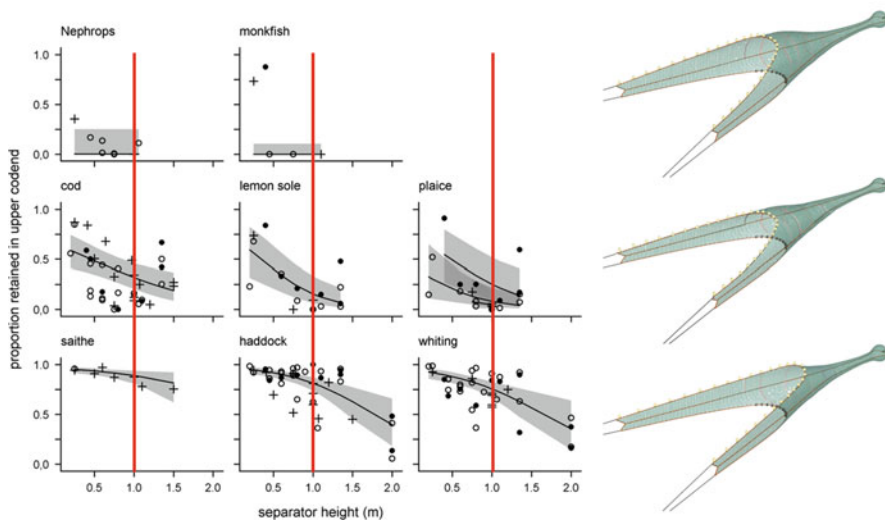 Nephrops monkfish
1.0
0.5
0,0
cod lemon sole plaice
1.0
0.5
0,0
saithe haddock whiting
1.0
0.5
0,0
0.5 1.0 1.5 2.0 0.5 1.0 1.5 2.0 0.5 1.0 1.5 2.0
separator height (m)
proportion retained in upper codend